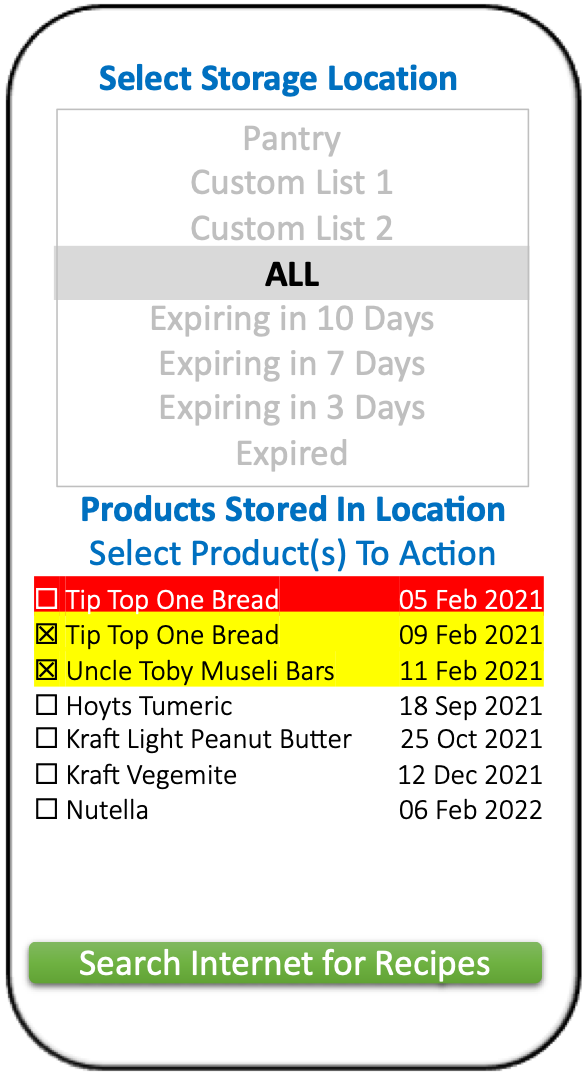 Select Storage Location
Pantry
Custom List 1
Custom List 2
ALL
Expiring in 10 Days
Expiring in 7 Days
Expiring in 3 Days
Expired
Products Stored In Location
Select Product(s) To Action
☐ Tip Top One Bread 05 Feb 2021
☒ Tip Top One Bread 09 Feb 2021
☒ Uncle Toby Museli Bars 11 Feb 2021
☐ Hoyts Tumeric 18 Sep 2021
☐ Kraft Light Peanut Butter 25 Oct 2021
☐ Kraft Vegemite 12 Dec 2021
☐ Nutella 06 Feb 2022
Search Internet for Recipes